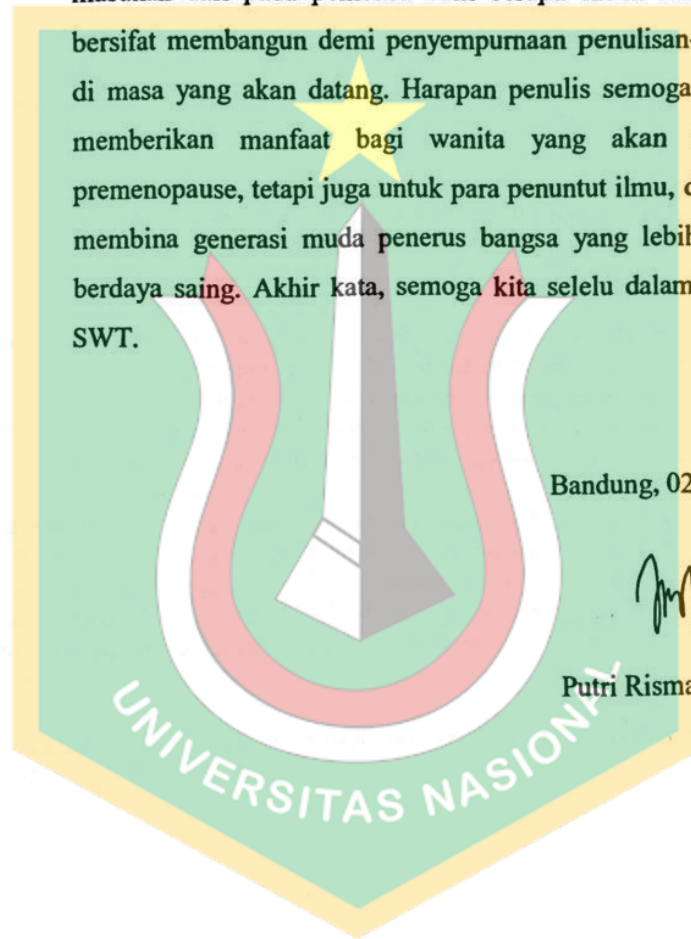 bersifat membangun demi penyempurnaan penulisan
di masa yang akan datang. Harapan penulis semoga
memberikan manfaat bagi wanita yang akan
premenopause, tetapi juga untuk para penuntut ilmu,
membina generasi muda penerus bangsa yang lebih
berdaya saing. Akhir kata, semoga kita selelu dalam
SWT.
Bandung, 02
Putri Risma
UNIVERSITAS NASIONAL